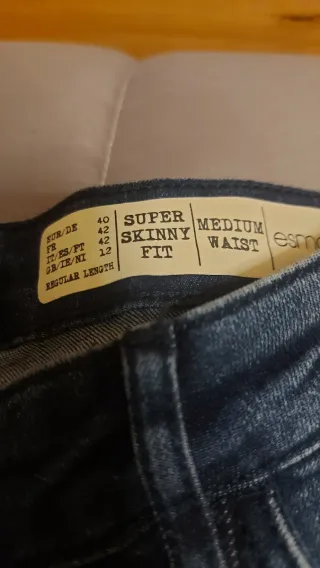 EUR/DE 40
FR 42
IT/ES/PT 42
GB/IE/NI 12
REGULAR LENGTH
SUPER
SKINNY
FIT
MEDIUM
WAIST
esma